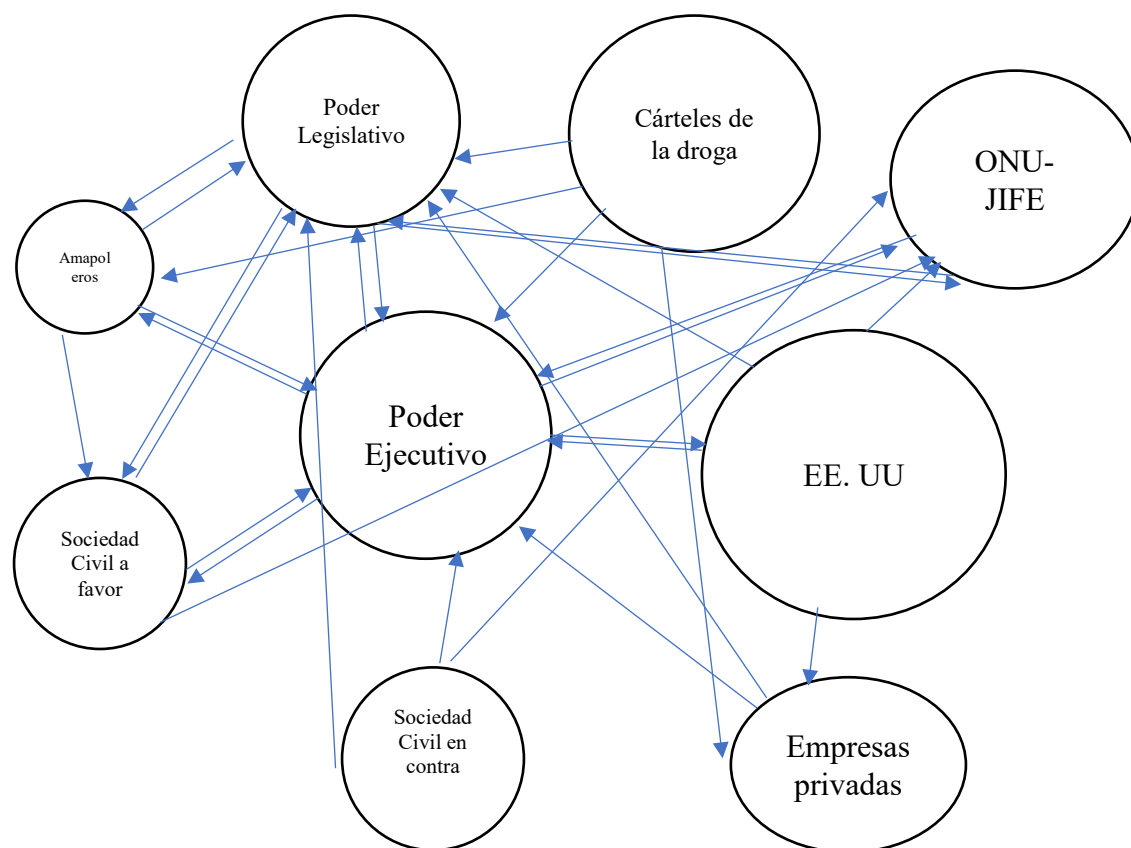 Poder
Legislativo
Cárteles de
la droga
ONU-
JIFE
Amapol
eros
Poder
Ejecutivo
EE. UU
Sociedad
Civil a
favor
Sociedad
Civil en
contra
Empresas
privadas